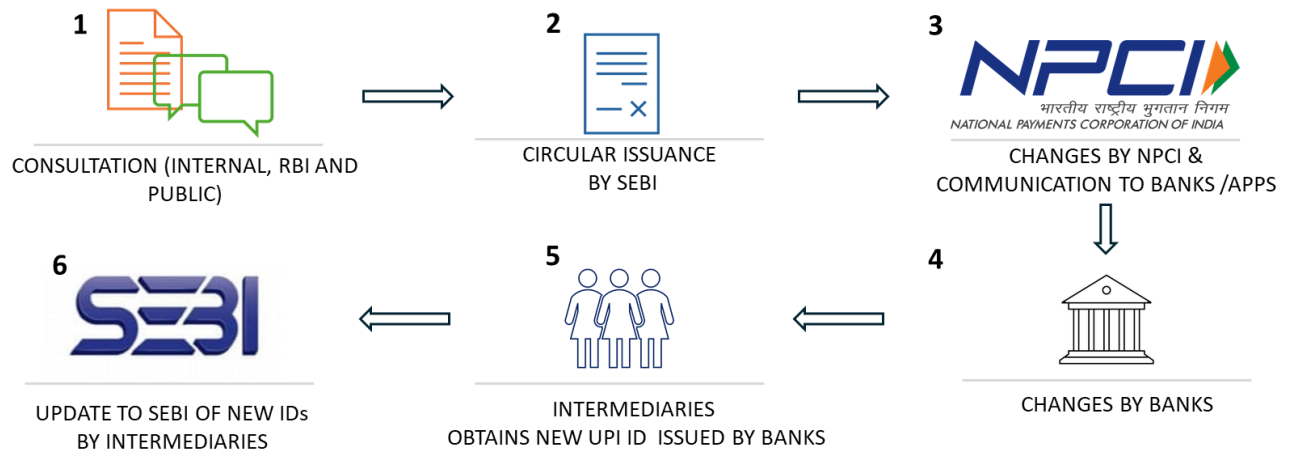 1
CONSULTATION (INTERNAL, RBI AND
PUBLIC)
2
CIRCULAR ISSUANCE
BY SEBI
3
NPCI
भारतीय राष्ट्रीय भुगतान निगम
NATIONAL PAYMENTS CORPORATION OF INDIA
CHANGES BY NPCI &
COMMUNICATION TO BANKS /APPS
4
CHANGES BY BANKS
5
INTERMEDIARIES
OBTAINS NEW UPI ID ISSUED BY BANKS
6
SEBI
UPDATE TO SEBI OF NEW IDs
BY INTERMEDIARIES